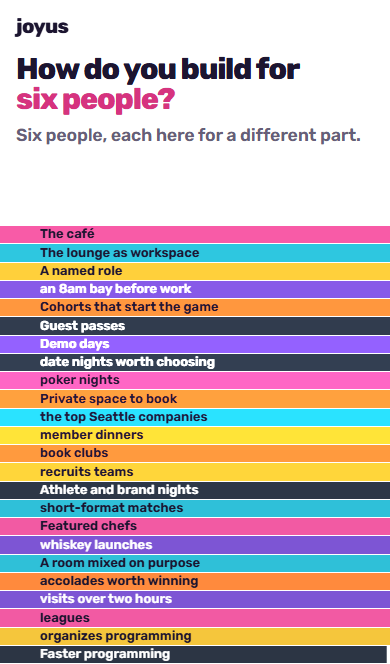 joyus
How do you build for
six people?
Six people, each here for a different part.
The café
The lounge as workspace
A named role
an 8am bay before work
Cohorts that start the game
Guest passes
Demo days
date nights worth choosing
poker nights
Private space to book
the top Seattle companies
member dinners
book clubs
recruits teams
Athlete and brand nights
short-format matches
Featured chefs
whiskey launches
A room mixed on purpose
accolades worth winning
visits over two hours
leagues
organizes programming
Faster programming